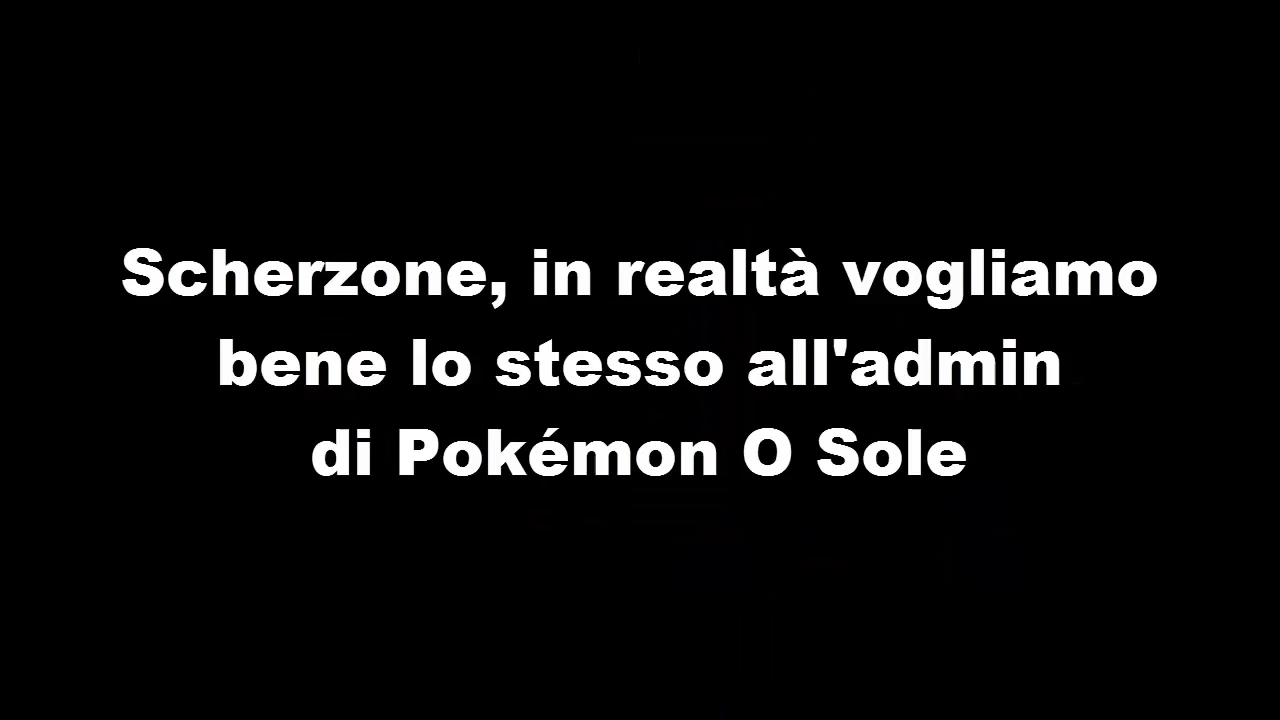 Scherzone, in realtà vogliamo
bene lo stesso all'admin
di Pokémon O Sole